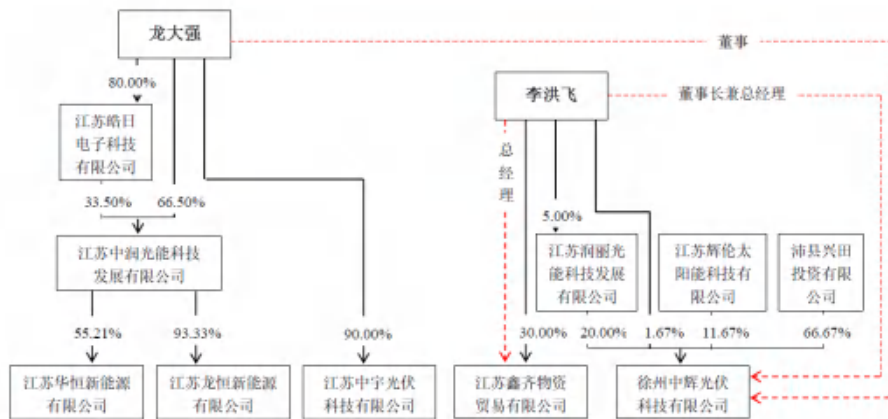 龙大强
董事
80.00%
李洪飞
董事长兼总经理
江苏皓日
电子科技
有限公司
总经理
33.50%
66.50%
5.00%
江苏中润光能科技
发展有限公司
江苏润丽光
能科技发展
有限公司
江苏辉伦太
阳能科技有
限公司
沛县兴田
投资有限
公司
55.21%
93.33%
90.00%
30.00%
20.00%
1.67%
11.67%
66.67%
江苏华恒新能源
有限公司
江苏龙恒新能源
有限公司
江苏中宇光伏
科技有限公司
江苏鑫齐物资
贸易有限公司
徐州中辉光伏
科技有限公司